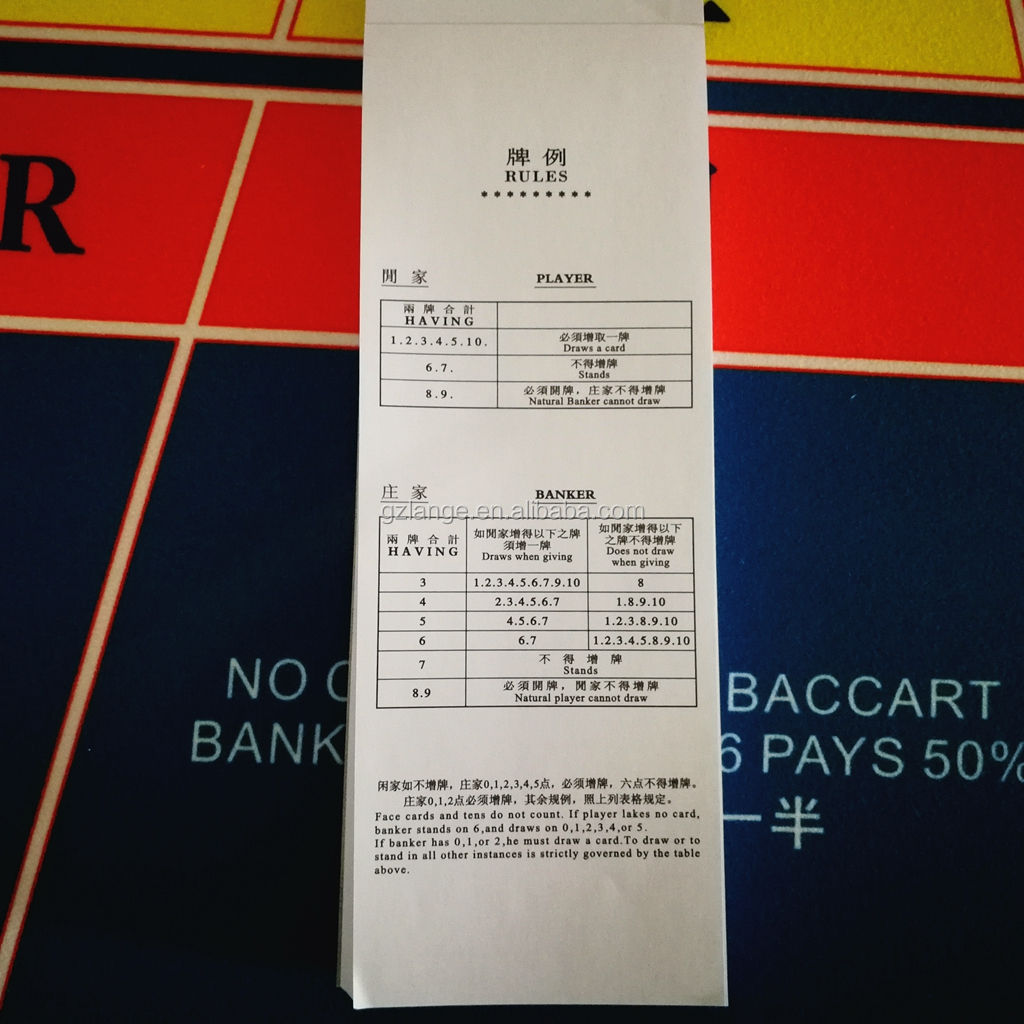 R
牌 例
RULES
* * * * * * * * *
閒 家 PLAYER
兩 牌 合 計
HAVING
1.2.3.4.5.10.
必須增取一牌
Draws a card
6.7.
不得增牌
Stands
8.9.
必須開牌，庄家不得增牌
Natural Banker cannot draw
庄 家 BANKER
gzlange.en.alibaba.com
兩 牌 合 計
HAVING
如閒家增得以下之牌
須增一牌
Draws when giving
如閒家增得以下
之牌不得增牌
Does not draw
when giving
3 1.2.3.4.5.6.7.9.10 8
4 2.3.4.5.6.7 1.8.9.10
5 4.5.6.7 1.2.3.8.9.10
6 6.7 1.2.3.4.5.8.9.10
7
不 得 增 牌
Stands
8.9
必須開牌，閒家不得增牌
Natural player cannot draw
闲家如不增牌，庄家0,1,2,3,4,5点，必须增牌，六点不得增牌。
庄家0,1,2点必须增牌，其余规例，照上列表格规定。
Face cards and tens do not count. If player lakes no card,
banker stands on 6,and draws on 0,1,2,3,4,or 5.
If banker has 0,1,or 2,he must draw a card.To draw or to
stand in all other instances is strictly governed by the table
above.
NO BACCART
BANK 6 PAYS 50%
一半